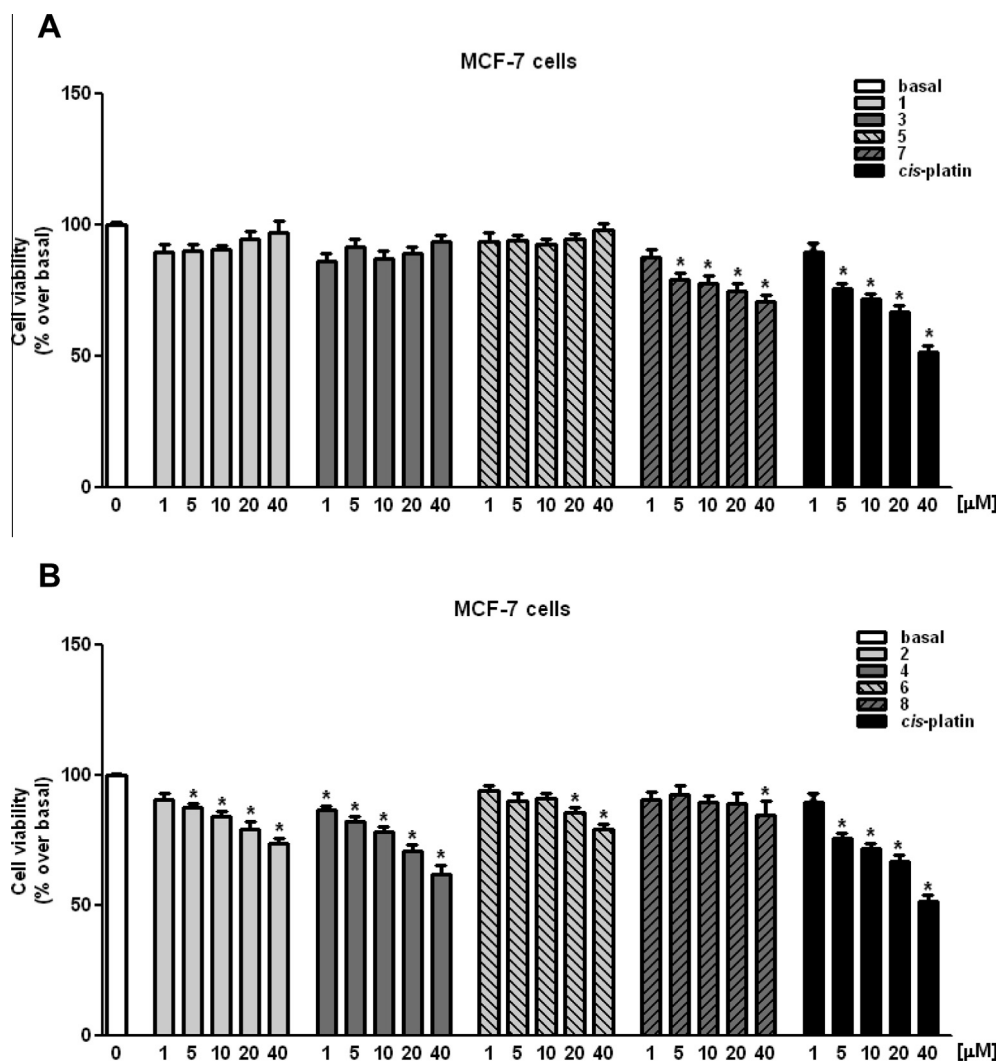 A
MCF-7 cells
basal
1
3
5
7
cis-platin
Cell viability
(% over basal)
150
100
50
0
* * * * * * * *
0 1 5 10 20 40 1 5 10 20 40 1 5 10 20 40 1 5 10 20 40 1 5 10 20 40 [µM]
B
MCF-7 cells
basal
2
4
6
8
cis-platin
Cell viability
(% over basal)
150
100
50
0
* * * * * * * * * * * * * * * *
0 1 5 10 20 40 1 5 10 20 40 1 5 10 20 40 1 5 10 20 40 1 5 10 20 40 [µM]